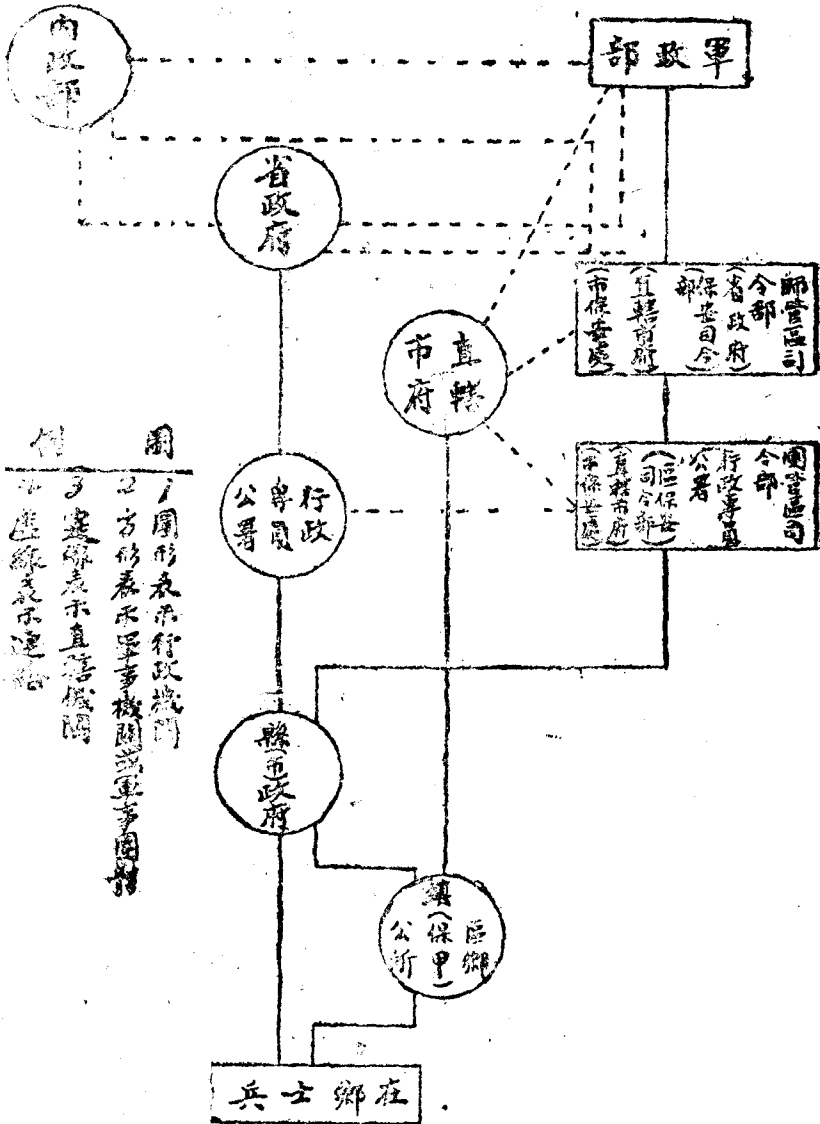 軍政部
內政部
省政府
師管區司
令部
(省政府)
(保安司令
部)
(直轄市府)
(市保安處)
直轄
市府
團管區司
令部
行政專員
公署
(區保安
司令部)
(直轄市府)
(市保安處)
行政
專員
公署
縣(市)政府
區鄉
鎮(保甲)
公所
在鄉士兵
圖例
1 圓形表示行政機關
2 方形表示軍事機關或軍事團體
3 實線表示直轄機關
4 虛線表示連絡